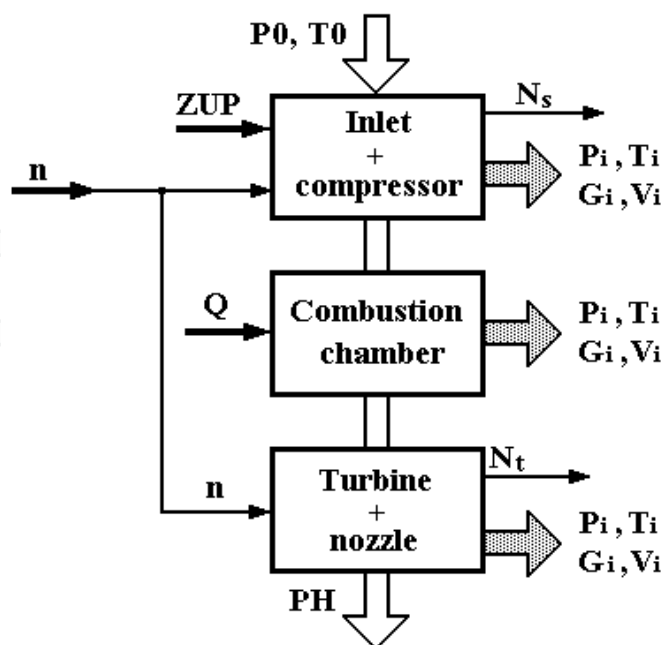 P0, T0
ZUP
Ns
Inlet
+
compressor
Pi, Ti
Gi, Vi
n
Q
Combustion
chamber
Pi, Ti
Gi, Vi
Nt
n
Turbine
+
nozzle
Pi, Ti
Gi, Vi
PH